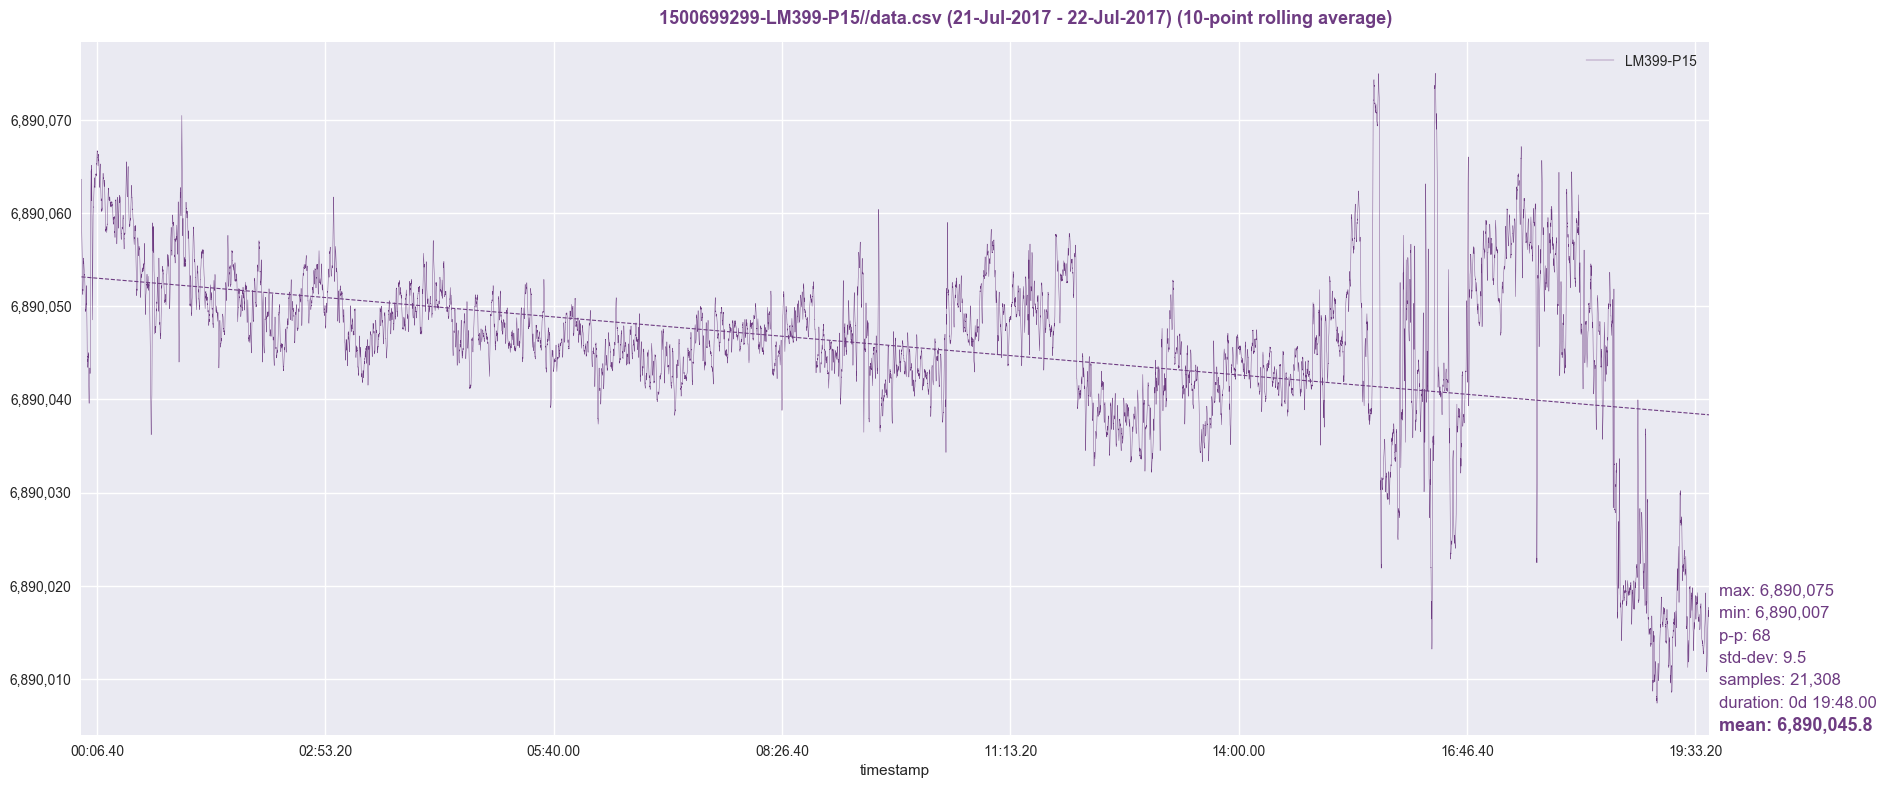 1500699299-LM399-P15//data.csv (21-Jul-2017 - 22-Jul-2017) (10-point rolling average)
LM399-P15
6,890,070
6,890,060
6,890,050
6,890,040
6,890,030
6,890,020
6,890,010
max: 6,890,075
min: 6,890,007
p-p: 68
std-dev: 9.5
samples: 21,308
duration: 0d 19:48.00
mean: 6,890,045.8
00:06.40 02:53.20 05:40.00 08:26.40 11:13.20 14:00.00 16:46.40 19:33.20
timestamp